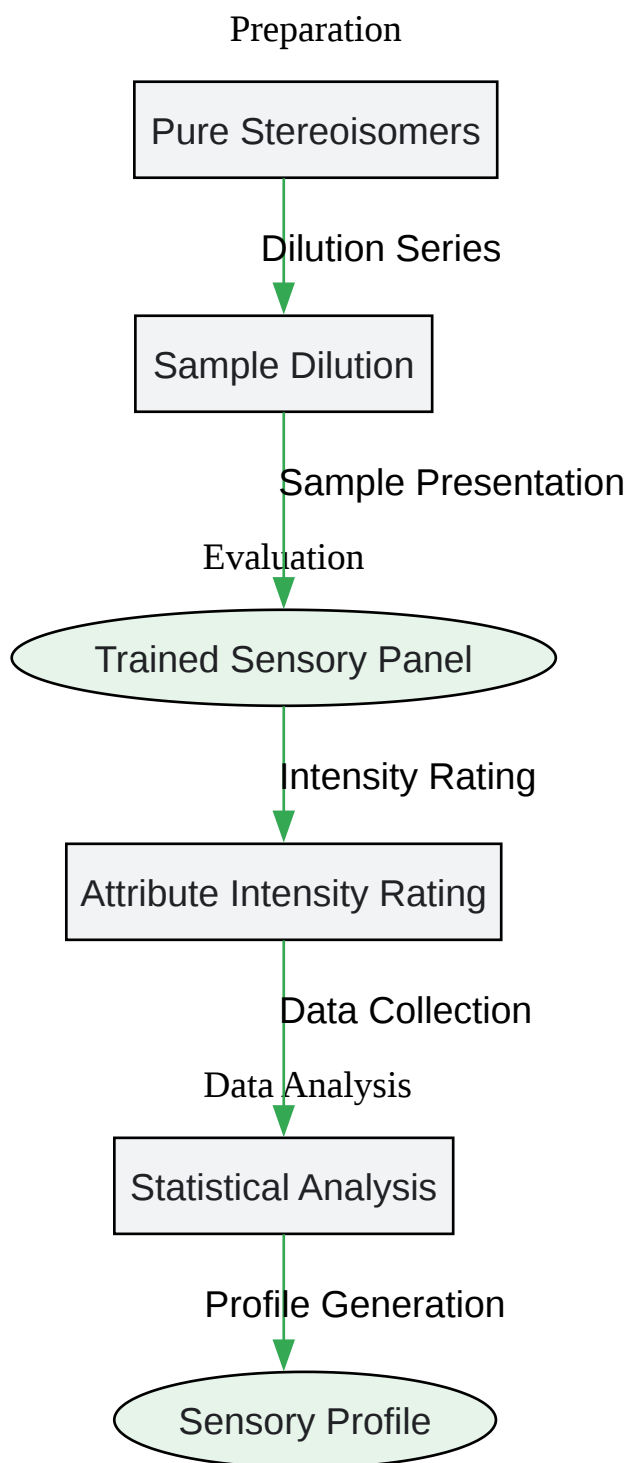 Preparation
Pure Stereoisomers
Dilution Series
Sample Dilution
Sample Presentation
Evaluation
Trained Sensory Panel
Intensity Rating
Attribute Intensity Rating
Data Collection
Data Analysis
Statistical Analysis
Profile Generation
Sensory Profile